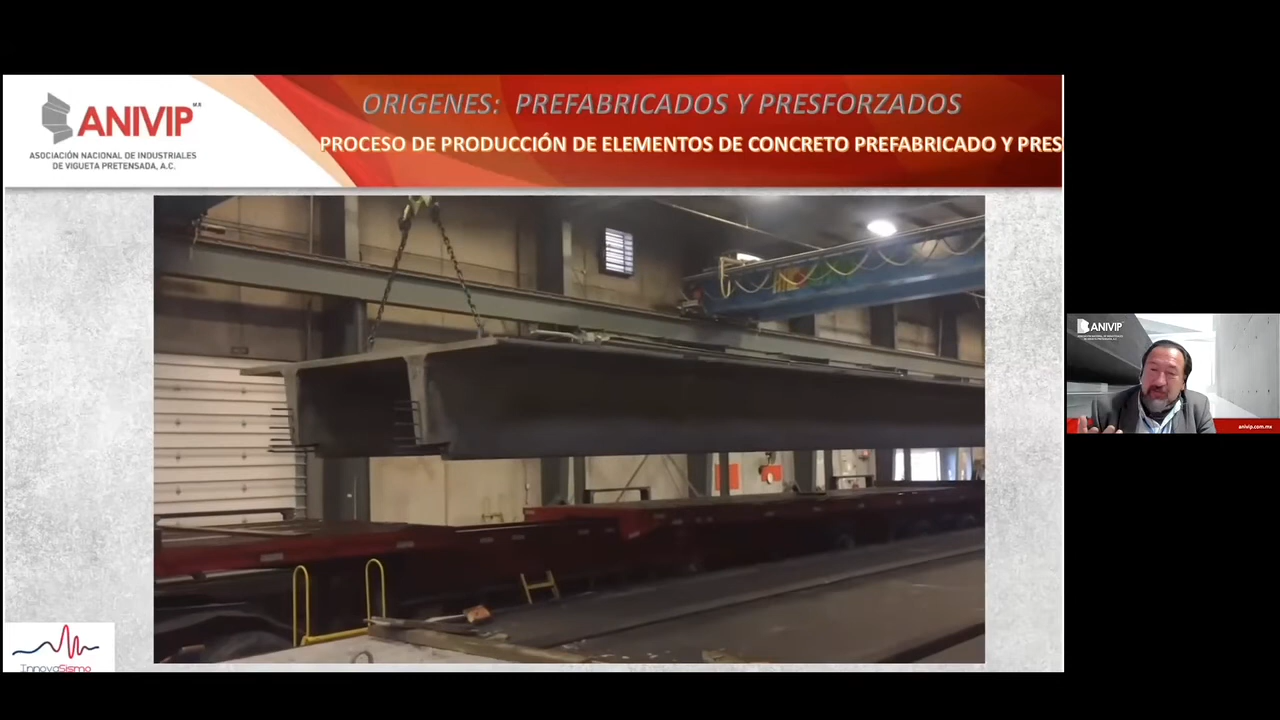 ANIVIP
M.R
ASOCIACIÓN NACIONAL DE INDUSTRIALES
DE VIGUETA PRETENSADA, A.C.
ORIGENES: PREFABRICADOS Y PRESFORZADOS
PROCESO DE PRODUCCIÓN DE ELEMENTOS DE CONCRETO PREFABRICADO Y PRES
ANIVIP
anivip.com.mx
InnovaSismo